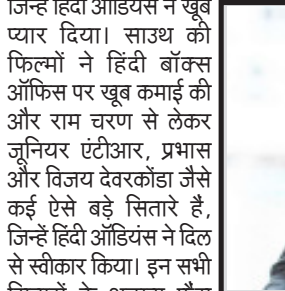 जिन्हें हिंदी ऑडियंस ने खूब
प्यार दिया। साउथ की
फिल्मों ने हिंदी बॉक्स
ऑफिस पर खूब कमाई की
और राम चरण से लेकर
जूनियर एंटीआर, प्रभास
और विजय देवरकोंडा जैसे
कई ऐसे बड़े सितारे हैं,
जिन्हें हिंदी ऑडियंस ने दिल
से स्वीकार किया। इन सभी